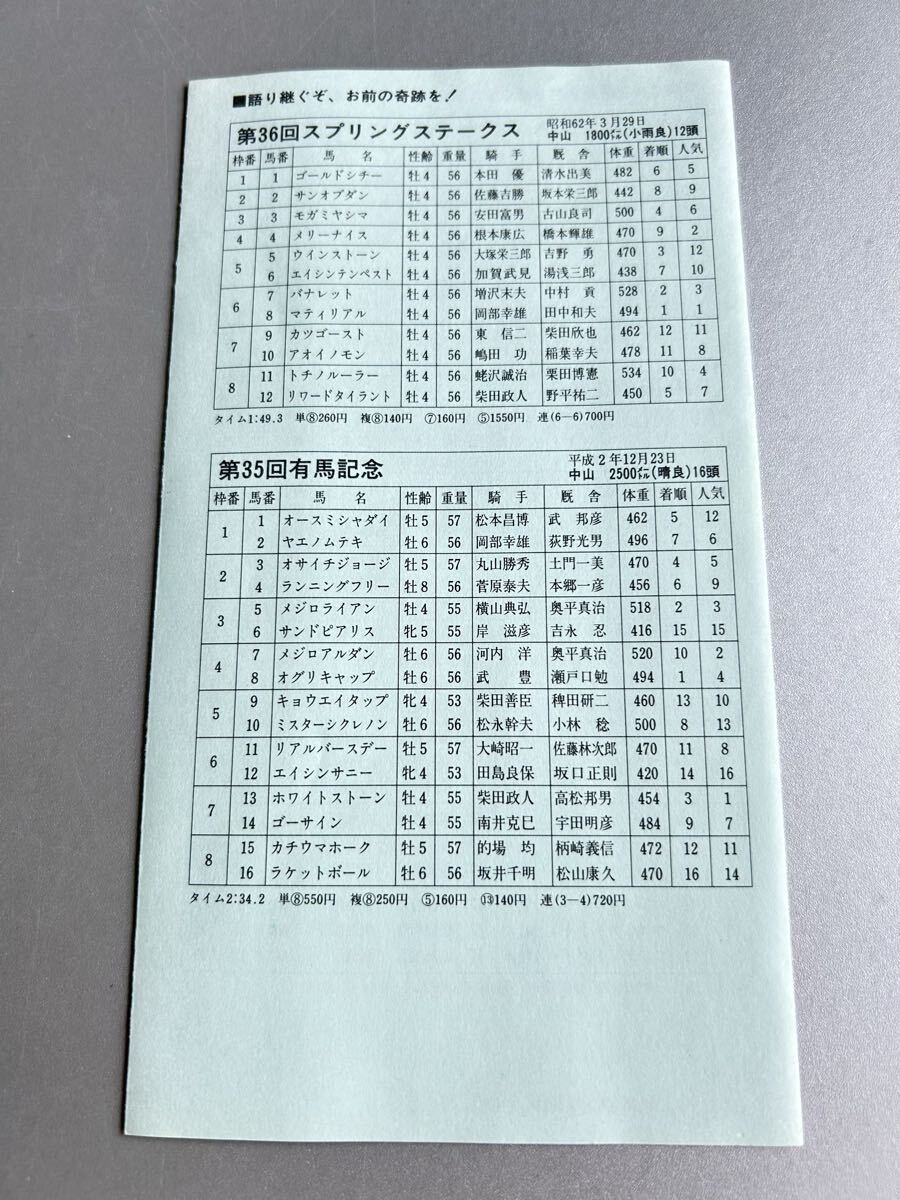 ■語り継ぐぞ、お前の奇跡を!
第36回スプリングステークス 昭和62年3月29日
中山 1800㍍(小雨良)12頭
枠番 馬番 馬名 性齢 重量 騎手 厩舎 体重 着順 人気
1 1 ゴールドシチー 牡4 56 本田優 清水出美 482 6 5
2 2 サンオブダン 牡4 56 佐藤吉勝 坂本栄三郎 442 8 9
3 3 モガミヤシマ 牡4 56 安田富男 古山良司 500 4 6
4 4 メリーナイス 牡4 56 根本康広 橋本輝雄 470 9 2
5 5 ウインストーン 牡4 56 大塚栄三郎 吉野勇 470 3 12
6 エイシンテンペスト 牡4 56 加賀武見 湯浅三郎 438 7 10
6 7 バナレット 牡4 56 増沢末夫 中村貢 528 2 3
8 マティリアル 牡4 56 岡部幸雄 田中和夫 494 1 1
7 9 カツゴースト 牡4 56 東信二 柴田欣也 462 12 11
10 アオイノモン 牡4 56 嶋田功 稲葉幸夫 478 11 8
8 11 トチノルーラー 牡4 56 蛯沢誠治 栗田博憲 534 10 4
12 リワードタイラント 牡4 56 柴田政人 野平祐二 450 5 7
タイム1:49.3 単⑧260円 複⑧140円 ⑦160円 ⑤1550円 連(6―6)700円
第35回有馬記念 平成2年12月23日
中山 2500㍍(晴良)16頭
枠番 馬番 馬名 性齢 重量 騎手 厩舎 体重 着順 人気
1 1 オースミシャダイ 牡5 57 松本昌博 武邦彦 462 5 12
2 ヤエノムテキ 牡6 56 岡部幸雄 荻野光男 496 7 6
2 3 オサイチジョージ 牡5 57 丸山勝秀 土門一美 470 4 5
4 ランニングフリー 牡8 56 菅原泰夫 本郷一彦 456 6 9
3 5 メジロライアン 牡4 55 横山典弘 奥平真治 518 2 3
6 サンドピアリス 牝5 55 岸滋彦 吉永忍 416 15 15
4 7 メジロアルダン 牡6 56 河内洋 奥平真治 520 10 2
8 オグリキャップ 牡6 56 武豊 瀬戸口勉 494 1 4
5 9 キョウエイタップ 牝4 53 柴田善臣 稗田研二 460 13 10
10 ミスターシクレノン 牡6 56 松永幹夫 小林稔 500 8 13
6 11 リアルバースデー 牡5 57 大崎昭一 佐藤林次郎 470 11 8
12 エイシンサニー 牝4 53 田島良保 坂口正則 420 14 16
7 13 ホワイトストーン 牡4 55 柴田政人 高松邦男 454 3 1
14 ゴーサイン 牡4 55 南井克巳 宇田明彦 484 9 7
8 15 カチウマホーク 牡5 57 的場均 柄崎義信 472 12 11
16 ラケットボール 牡6 56 坂井千明 松山康久 470 16 14
タイム2:34.2 単⑧550円 複⑧250円 ⑤160円 ⑬140円 連(3―4)720円